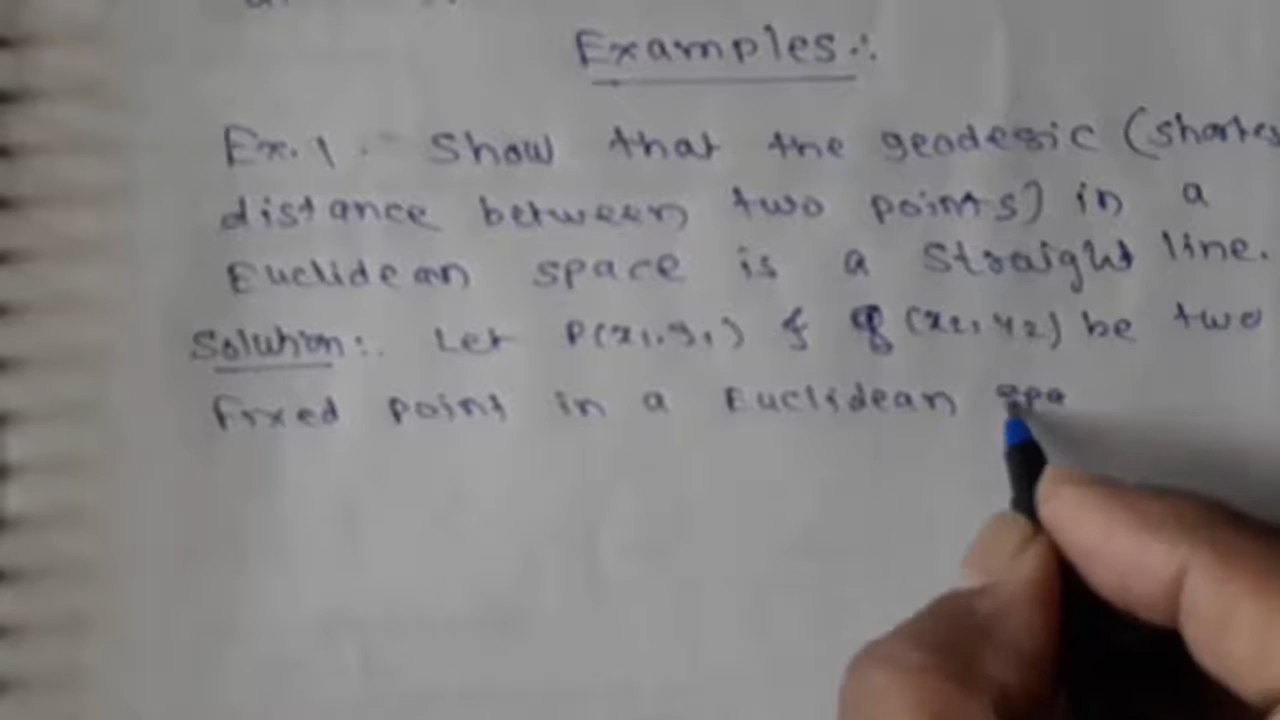 Examples:
Ex. 1. Show that the geodesic (shortes
distance between two points) in a
Euclidean space is a straight line.
Solution:. Let P(x1, y1) & Q (x2, y2) be two
fixed point in a Euclidean spa